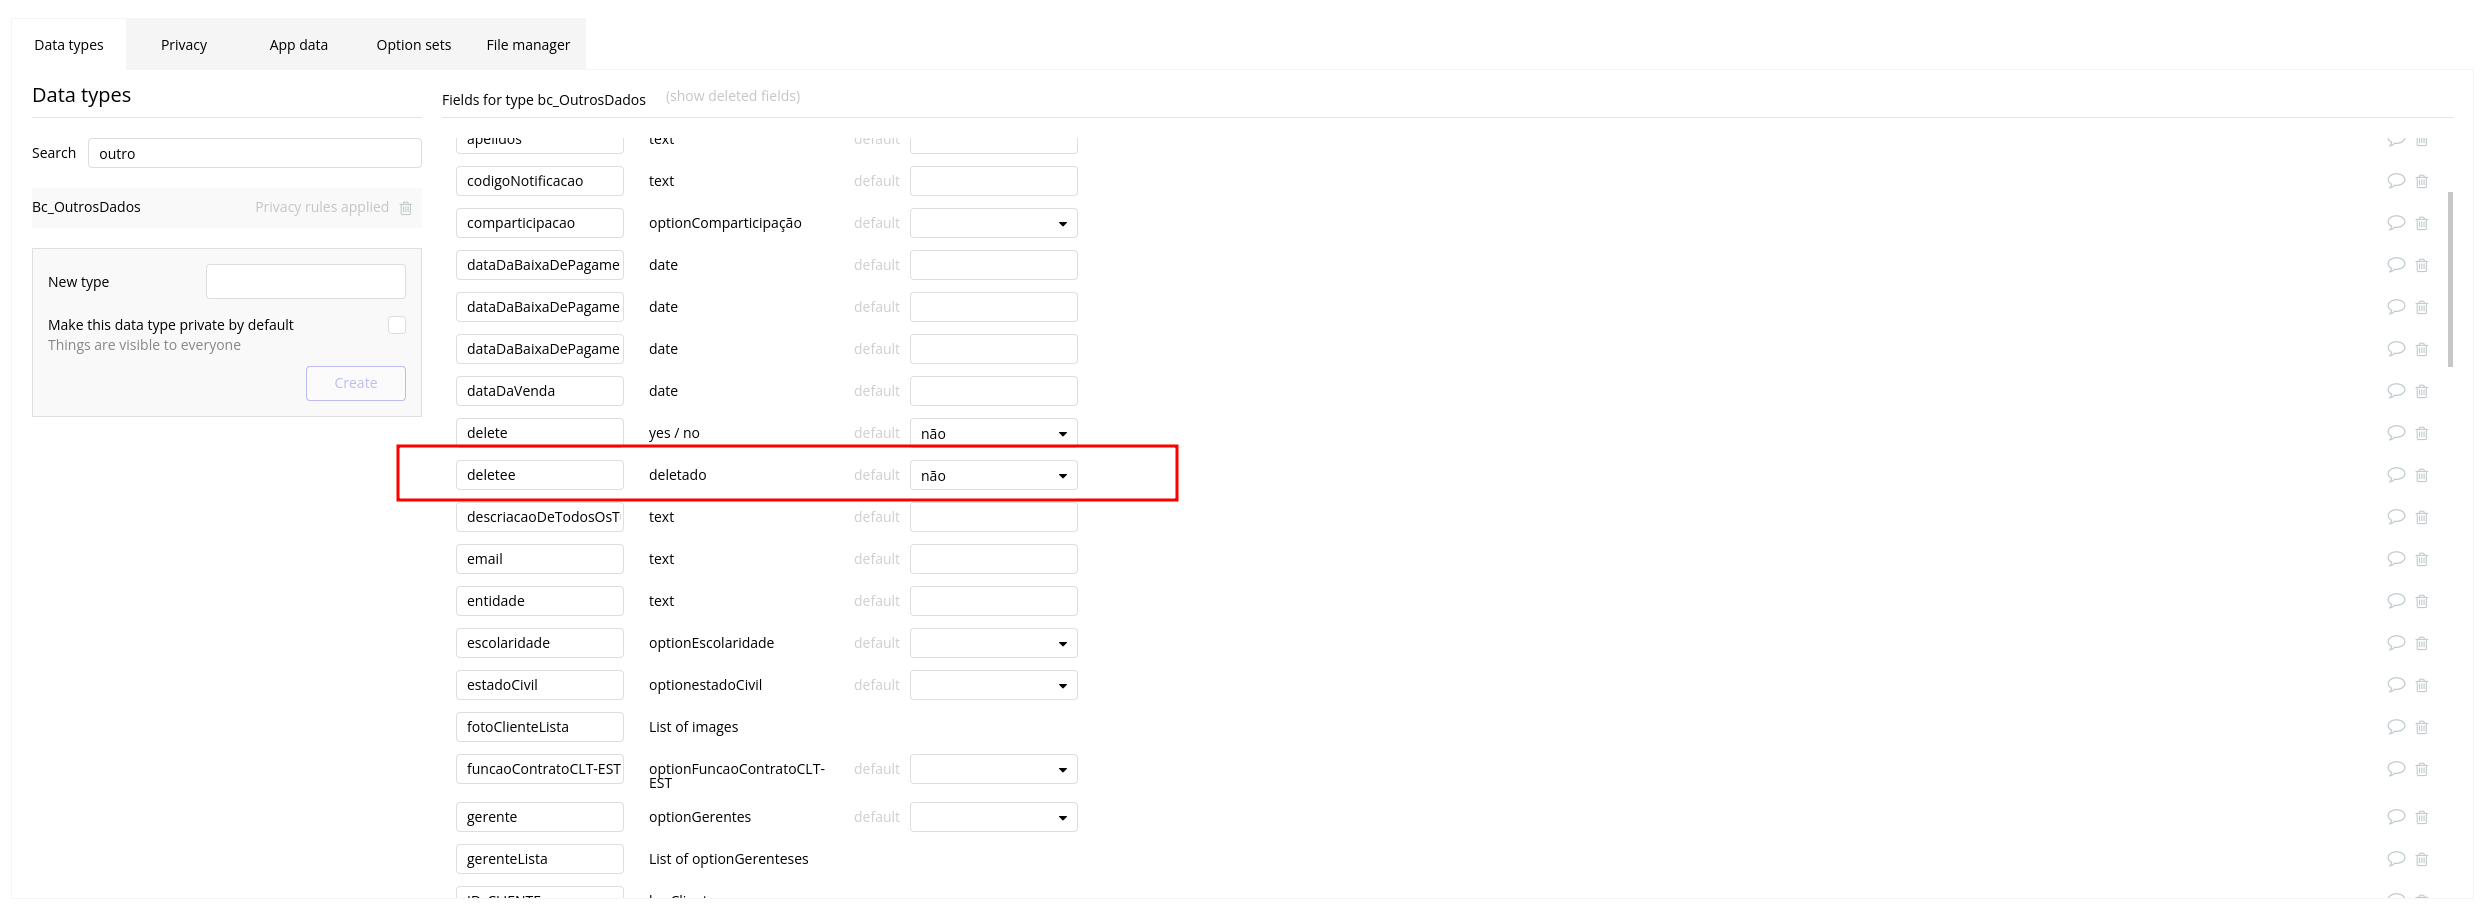 Data types Privacy App data Option sets File manager
Data types
Fields for type bc_OutrosDados (show deleted fields)
Search outro
Bc_OutrosDados Privacy rules applied
New type
Make this data type private by default
Things are visible to everyone
Create
apelidos text default
codigoNotificacao text default
comparticipacao optionComparticipação default
dataDaBaixaDePagame date default
dataDaBaixaDePagame date default
dataDaBaixaDePagame date default
dataDaVenda date default
delete yes / no default não
deletee deletado default não
descriacaoDeTodosOsT text default
email text default
entidade text default
escolaridade optionEscolaridade default
estadoCivil optionestadoCivil default
fotoClienteLista List of images
funcaoContratoCLT-EST optionFuncaoContratoCLT-
EST default
gerente optionGerentes default
gerenteLista List of optionGerenteses